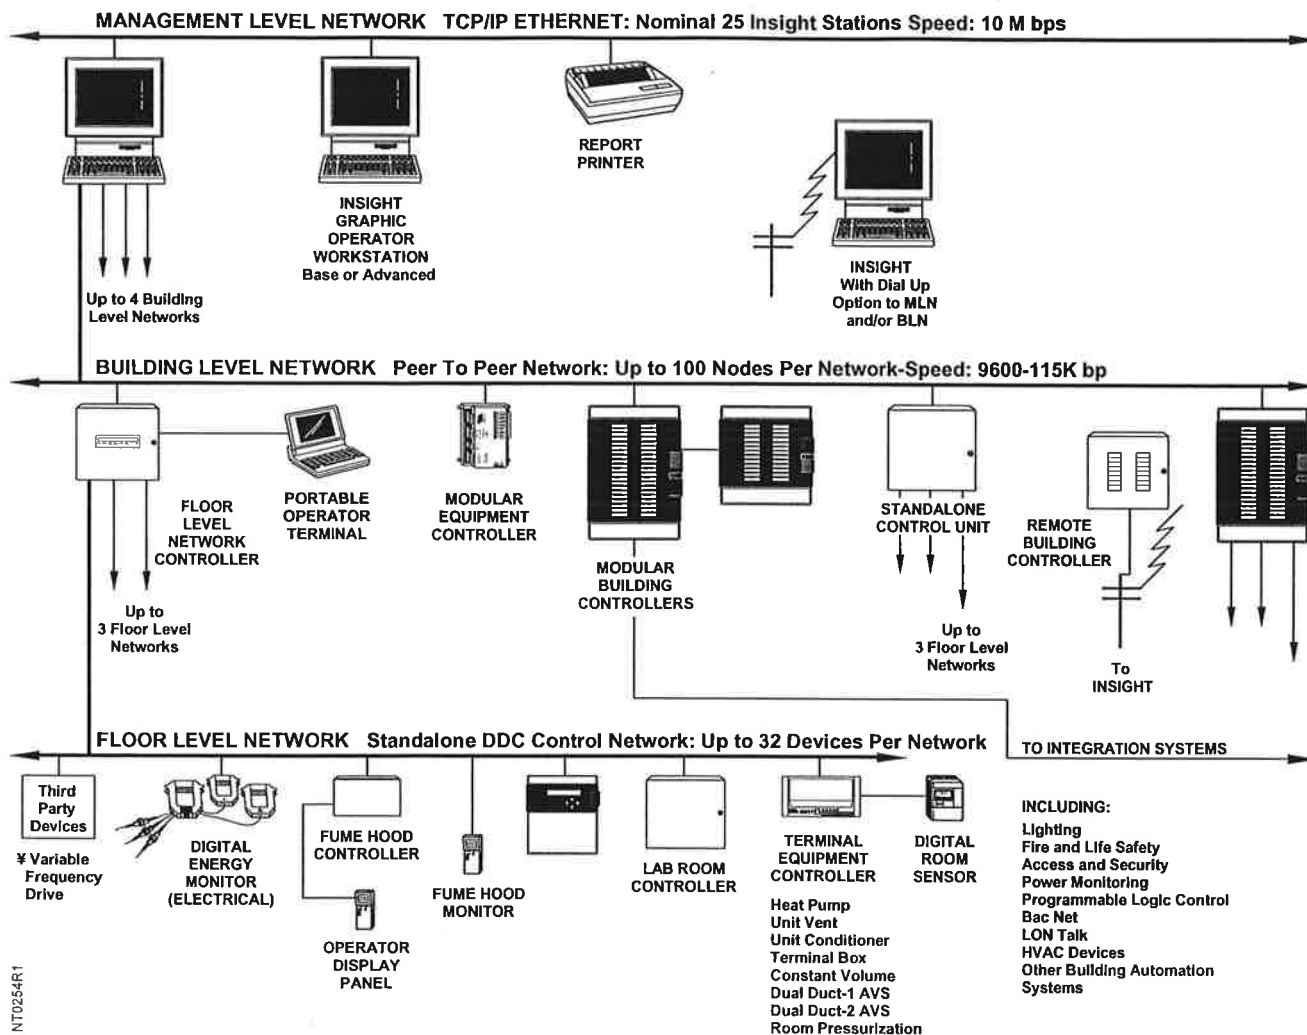 MANAGEMENT LEVEL NETWORK TCP/IP ETHERNET: Nominal 25 Insight Stations Speed: 10 M bps
REPORT
PRINTER
INSIGHT
GRAPHIC
OPERATOR
WORKSTATION
Base or Advanced
INSIGHT
With Dial Up
Option to MLN
and/or BLN
Up to 4 Building
Level Networks
BUILDING LEVEL NETWORK Peer To Peer Network: Up to 100 Nodes Per Network-Speed: 9600-115K bp
FLOOR
LEVEL
NETWORK
CONTROLLER
PORTABLE
OPERATOR
TERMINAL
MODULAR
EQUIPMENT
CONTROLLER
MODULAR
BUILDING
CONTROLLERS
STANDALONE
CONTROL UNIT
REMOTE
BUILDING
CONTROLLER
Up to
3 Floor Level
Networks
Up to
3 Floor Level
Networks
To
INSIGHT
FLOOR LEVEL NETWORK Standalone DDC Control Network: Up to 32 Devices Per Network
TO INTEGRATION SYSTEMS
Third
Party
Devices
¥ Variable
Frequency
Drive
DIGITAL
ENERGY
MONITOR
(ELECTRICAL)
FUME HOOD
CONTROLLER
OPERATOR
DISPLAY
PANEL
FUME HOOD
MONITOR
LAB ROOM
CONTROLLER
TERMINAL
EQUIPMENT
CONTROLLER
Heat Pump
Unit Vent
Unit Conditioner
Terminal Box
Constant Volume
Dual Duct-1 AVS
Dual Duct-2 AVS
Room Pressurization
DIGITAL
ROOM
SENSOR
INCLUDING:
Lighting
Fire and Life Safety
Access and Security
Power Monitoring
Programmable Logic Control
Bac Net
LON Talk
HVAC Devices
Other Building Automation
Systems
NT0254R1